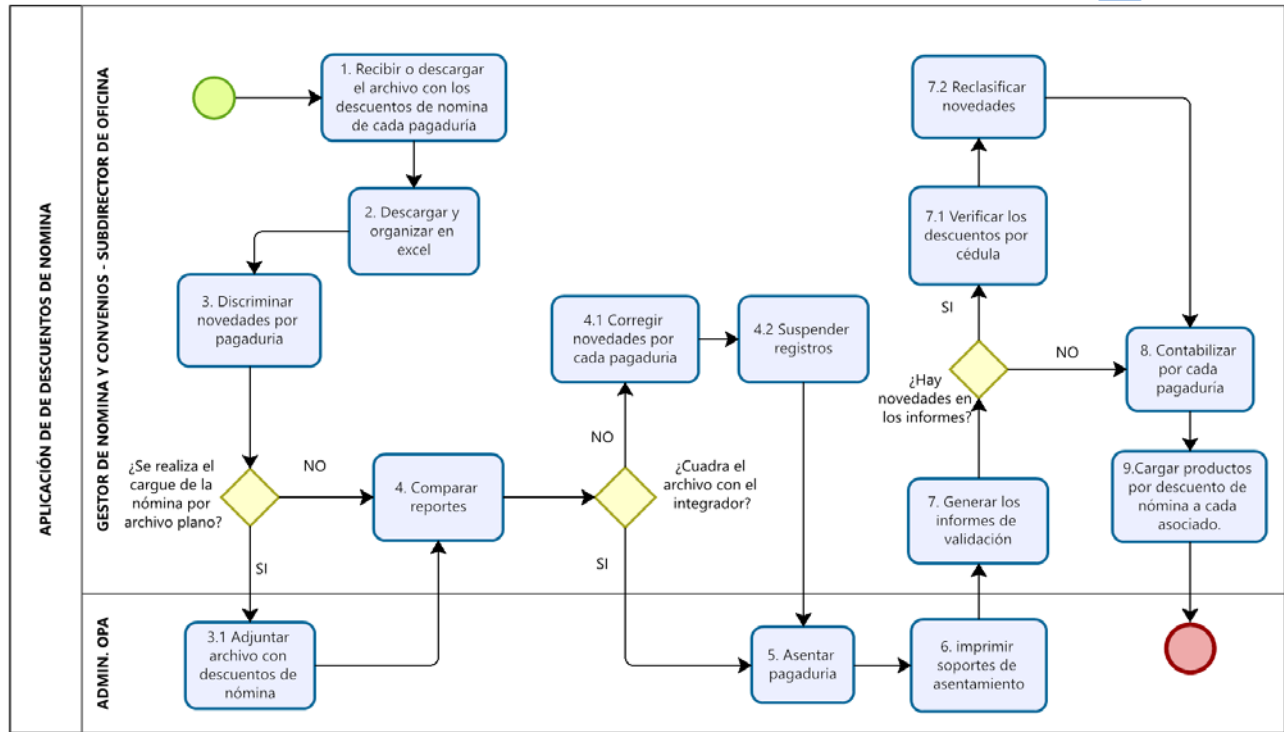 APLICACIÓN DE DESCUENTOS DE NOMINA
GESTOR DE NOMINA Y CONVENIOS - SUBDIRECTOR DE OFICINA
1. Recibir o descargar
el archivo con los
descuentos de nomina
de cada pagaduría
2. Descargar y
organizar en
excel
3. Discriminar
novedades por
pagaduria
¿Se realiza el
cargue de la
nómina por
archivo plano?
NO
SI
4. Comparar
reportes
¿Cuadra el
archivo con el
integrador?
NO
SI
4.1 Corregir
novedades por
cada pagaduria
4.2 Suspender
registros
7.2 Reclasificar
novedades
7.1 Verificar los
descuentos por
cédula
SI
¿Hay
novedades en
los informes?
NO
7. Generar los
informes de
validación
8. Contabilizar
por cada
pagaduría
9.Cargar productos
por descuento de
nómina a cada
asociado.
ADMIN. OPA
3.1 Adjuntar
archivo con
descuentos de
nómina
5. Asentar
pagaduria
6. imprimir
soportes de
asentamiento